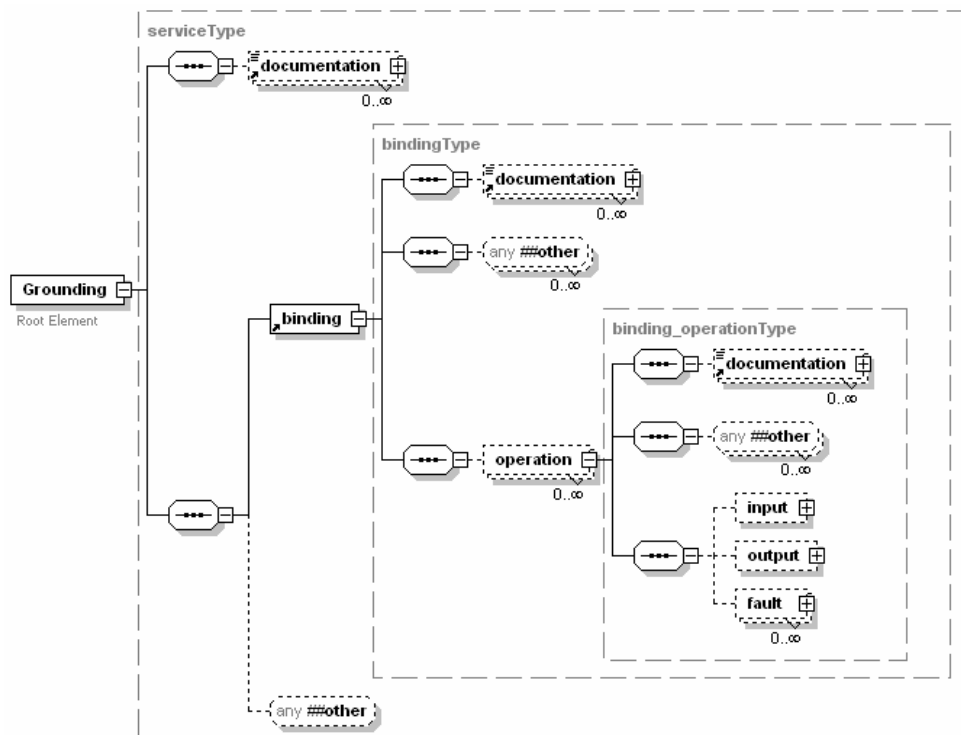 serviceType
documentation
0..∞
bindingType
documentation
0..∞
any ##other
0..∞
Grounding
Root Element
binding
binding_operationType
documentation
0..∞
any ##other
0..∞
operation
0..∞
input
output
fault
0..∞
any ##other